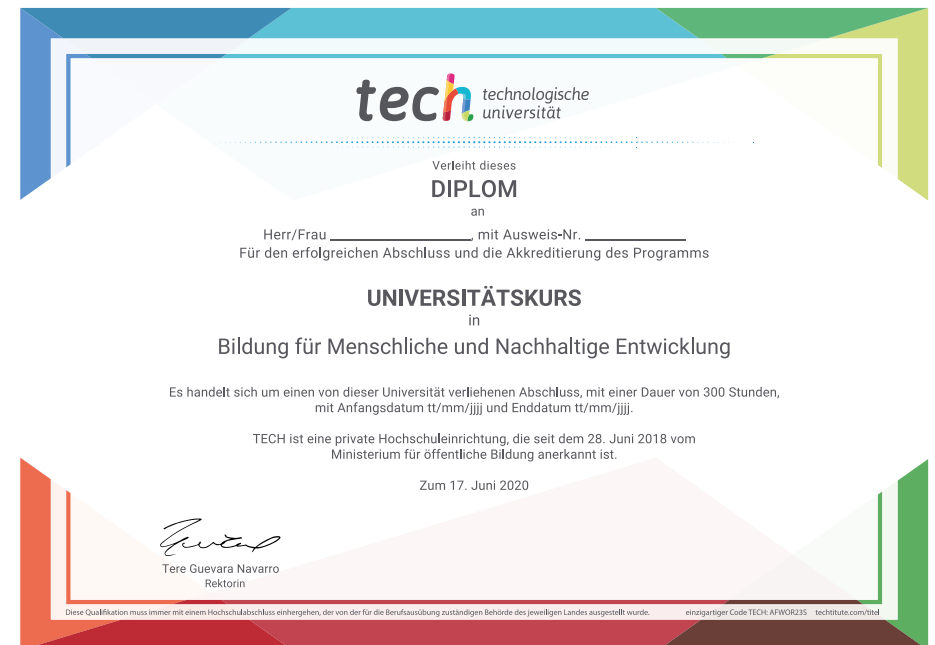 tech technologische
universität
Verleiht dieses
DIPLOM
an
Herr/Frau ____________, mit Ausweis-Nr. ____________
Für den erfolgreichen Abschluss und die Akkreditierung des Programms
UNIVERSITÄTSKURS
in
Bildung für Menschliche und Nachhaltige Entwicklung
Es handelt sich um einen von dieser Universität verliehenen Abschluss, mit einer Dauer von 300 Stunden,
mit Anfangsdatum tt/mm/jjjj und Enddatum tt/mm/jjjj.
TECH ist eine private Hochschuleinrichtung, die seit dem 28. Juni 2018 vom
Ministerium für öffentliche Bildung anerkannt ist.
Zum 17. Juni 2020
Tere Guevara Navarro
Rektorin
Diese Qualifikation muss immer mit einem Hochschulabschluss einhergehen, der von der für die Berufsausübung zuständigen Behörde des jeweiligen Landes ausgestellt wurde. einzigartiger Code TECH: AFWOR23S techtitute.com/titel